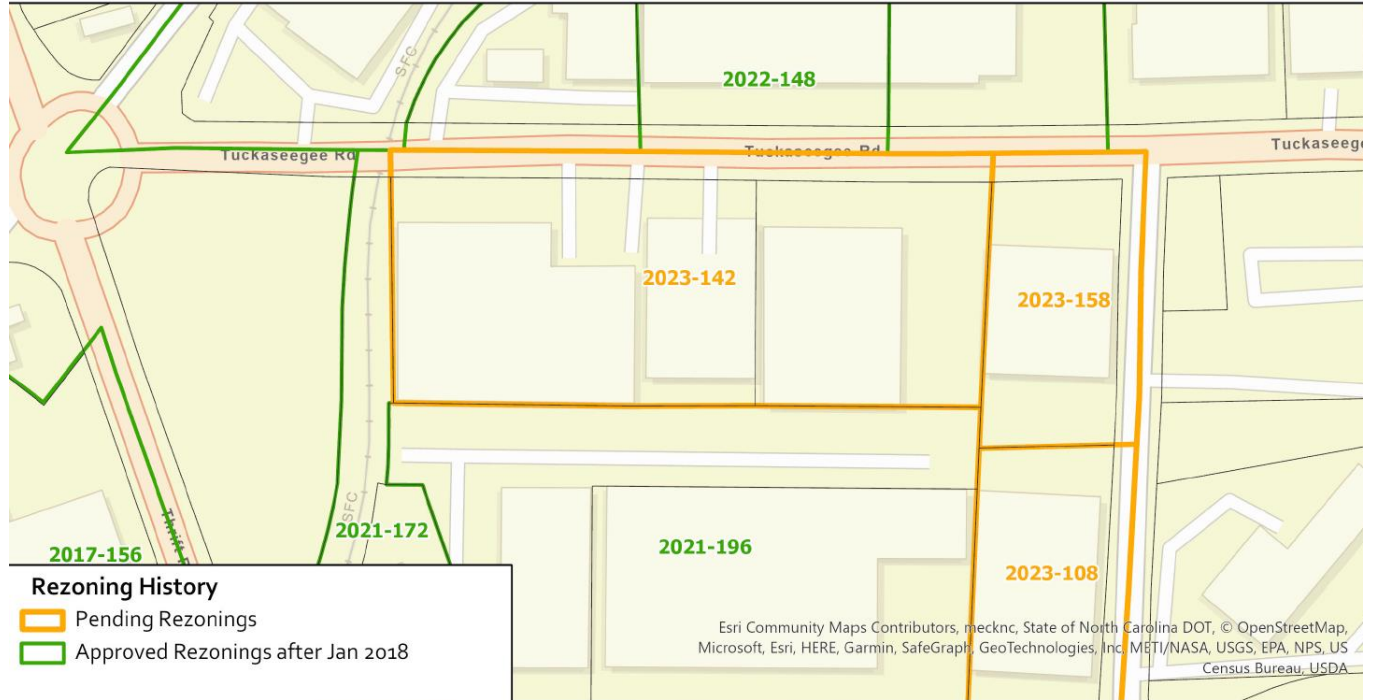 SFC
2022-148
Tuckaseegee Rd
Tuckaseegee Rd
Tuckaseeg
2023-142
2023-158
SFC
2021-172
2021-196
2017-156
Thrift
2023-108
Rezoning History
Pending Rezonings
Approved Rezonings after Jan 2018
Esri Community Maps Contributors, mecknc, State of North Carolina DOT, © OpenStreetMap,
Microsoft, Esri, HERE, Garmin, SafeGraph, GeoTechnologies, Inc, METI/NASA, USGS, EPA, NPS, US
Census Bureau, USDA